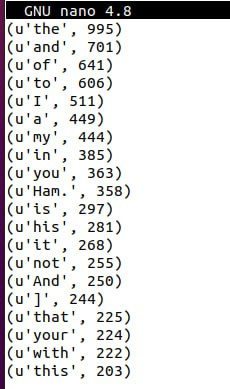 GNU nano 4.8
(u'the', 995)
(u'and', 701)
(u'of', 641)
(u'to', 606)
(u'I', 511)
(u'a', 449)
(u'my', 444)
(u'in', 385)
(u'you', 363)
(u'Ham.', 358)
(u'is', 297)
(u'his', 281)
(u'it', 268)
(u'not', 255)
(u'And', 250)
(u']', 244)
(u'that', 225)
(u'your', 224)
(u'with', 222)
(u'this', 203)